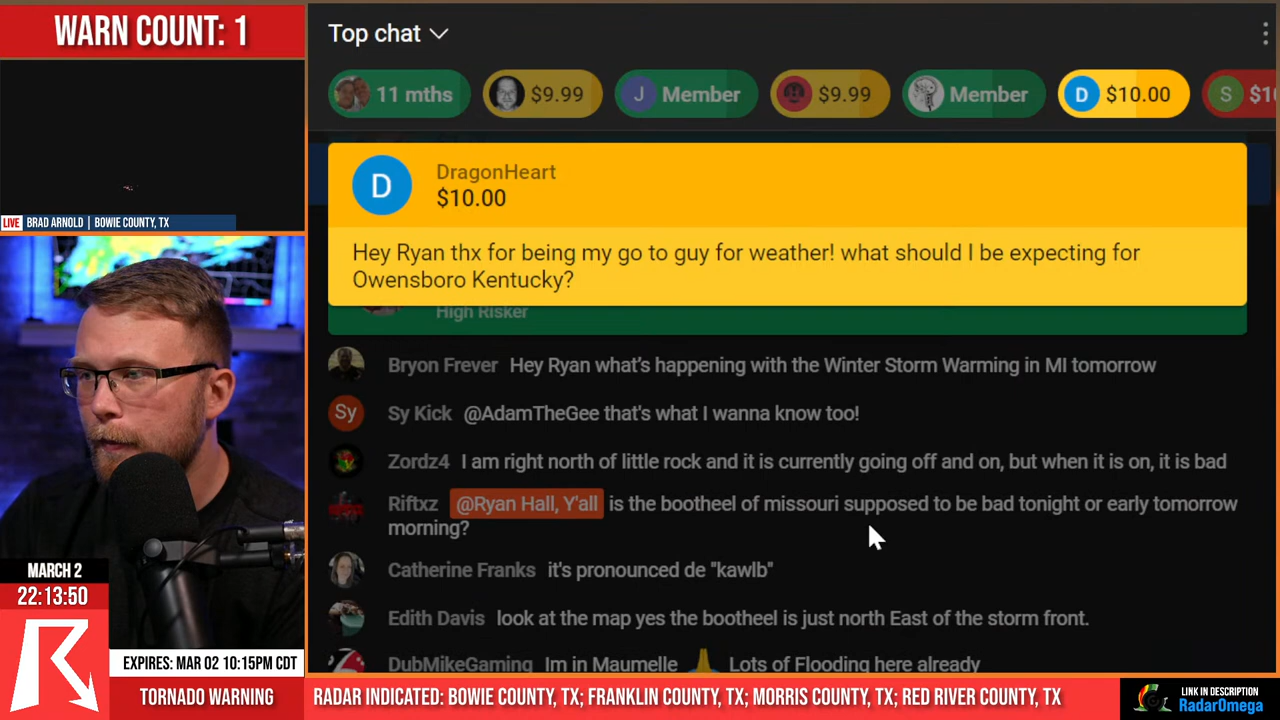 WARN COUNT: 1
LIVE BRAD ARNOLD | BOWIE COUNTY, TX
Top chat
11 mths
$9.99
J Member
$9.99
Member
D $10.00
S
D
DragonHeart
$10.00
Hey Ryan thx for being my go to guy for weather! what should I be expecting for
Owensboro Kentucky?
High Risker
Bryon Frever Hey Ryan what's happening with the Winter Storm Warming in MI tomorrow
Sy Sy Kick @AdamTheGee that's what I wanna know too!
Zordz4 I am right north of little rock and it is currently going off and on, but when it is on, it is bad
Riftxz @Ryan Hall, Y'all is the bootheel of missouri supposed to be bad tonight or early tomorrow
morning?
Catherine Franks it's pronounced de "kawlb"
Edith Davis look at the map yes the bootheel is just north East of the storm front.
DubMikeGaming Im in Maumelle 🙏 Lots of Flooding here already
MARCH 2
22:13:50
EXPIRES: MAR 02 10:15PM CDT
TORNADO WARNING
RADAR INDICATED: BOWIE COUNTY, TX; FRANKLIN COUNTY, TX; MORRIS COUNTY, TX; RED RIVER COUNTY, TX
LINK IN DESCRIPTION
RadarOmega